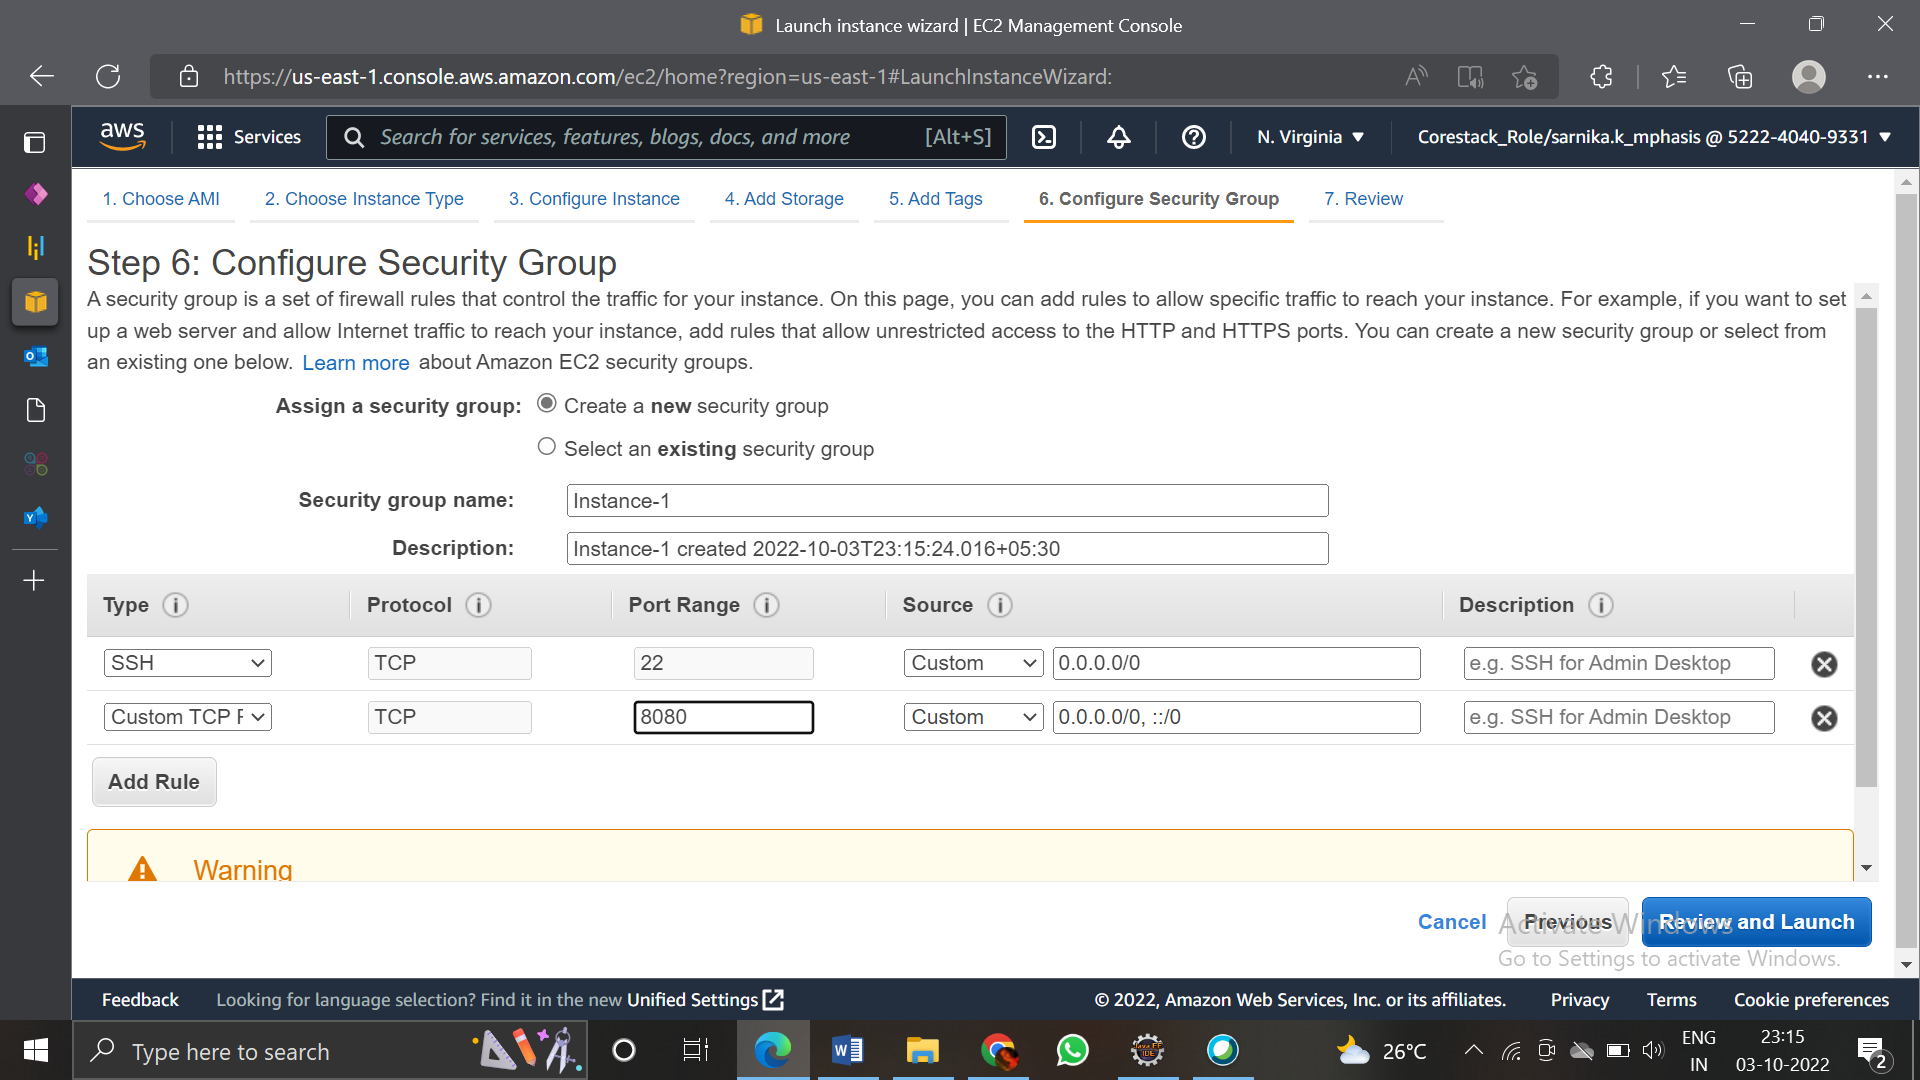 Launch instance wizard | EC2 Management Console
https://us-east-1.console.aws.amazon.com/ec2/home?region=us-east-1#LaunchInstanceWizard:
aws
Services
Search for services, features, blogs, docs, and more
[Alt+S]
N. Virginia
Corestack_Role/sarnika.k_mphasis @ 5222-4040-9331
1. Choose AMI
2. Choose Instance Type
3. Configure Instance
4. Add Storage
5. Add Tags
6. Configure Security Group
7. Review
Step 6: Configure Security Group
A security group is a set of firewall rules that control the traffic for your instance. On this page, you can add rules to allow specific traffic to reach your instance. For example, if you want to set
up a web server and allow Internet traffic to reach your instance, add rules that allow unrestricted access to the HTTP and HTTPS ports. You can create a new security group or select from
an existing one below. Learn more about Amazon EC2 security groups.
Assign a security group: Create a new security group
Select an existing security group
Security group name: Instance-1
Description: Instance-1 created 2022-10-03T23:15:24.016+05:30
Type Protocol Port Range Source Description
SSH TCP 22 Custom 0.0.0.0/0 e.g. SSH for Admin Desktop
Custom TCP TCP 8080 Custom 0.0.0.0/0, ::/0 e.g. SSH for Admin Desktop
Add Rule
Warning
Cancel Previous Review and Launch
Activate Windows
Go to Settings to activate Windows.
Feedback Looking for language selection? Find it in the new Unified Settings © 2022, Amazon Web Services, Inc. or its affiliates. Privacy Terms Cookie preferences
Type here to search
26°C
ENG
IN
23:15
03-10-2022
2